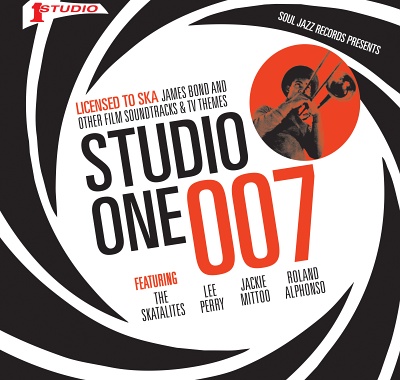 1 STUDIO
SOUL JAZZ RECORDS PRESENTS
LICENSED TO SKA JAMES BOND AND
OTHER FILM SOUNDTRACKS & TV THEMES
STUDIO
ONE 007
FEATURING
THE
SKATALITES
LEE
PERRY
JACKIE
MITTOO
ROLAND
ALPHONSO